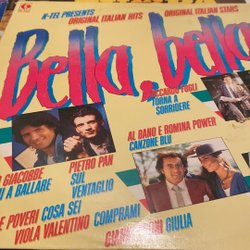 K-TEL PRESENTS
ORIGINAL ITALIAN HITS
ORIGINAL ITALIAN STARS
Bella, bella
RICCARDO FOGLI
TORNA A
SORRIDERE
GIACOBBE
A BALLARE
PIETRO PAN
SUL
VENTAGLIO
AL BANO E ROMINA POWER
CANZONE BLU
E POVERI COSA SEI
VIOLA VALENTINO COMPRAMI
GIULIA